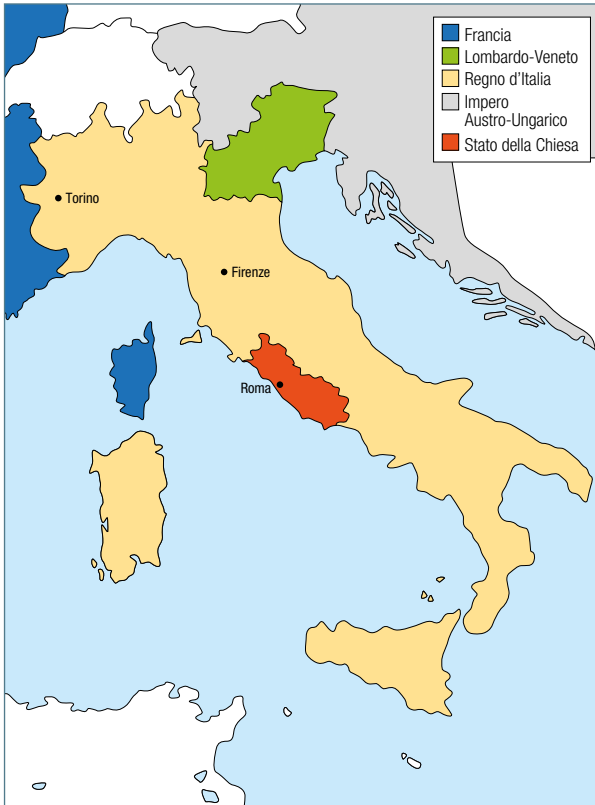 Francia
Lombardo-Veneto
Regno d'Italia
Impero
Austro-Ungarico
Stato della Chiesa
Torino
Firenze
Roma